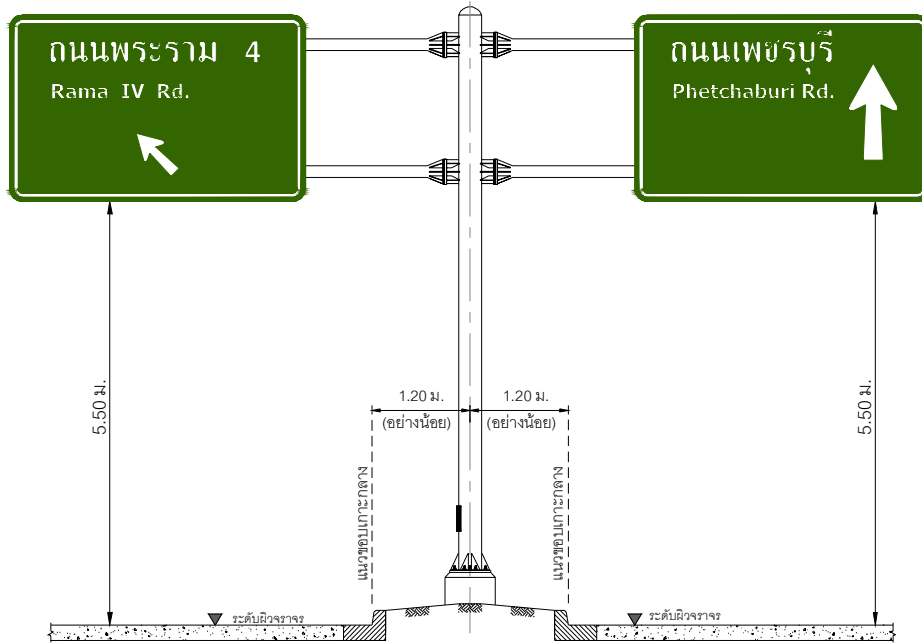 ถนนพระราม 4
Rama IV Rd.
ถนนเพชรบุรี
Phetchaburi Rd.
5.50 ม.
1.20 ม.
(อย่างน้อย)
1.20 ม.
(อย่างน้อย)
5.50 ม.
แนวขอบเกาะกลาง
แนวขอบเกาะกลาง
ระดับผิวจราจร
ระดับผิวจราจร